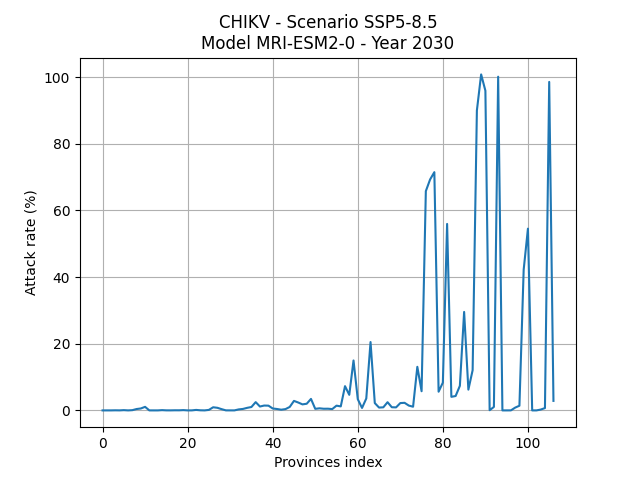 CHIKV - Scenario SSP5-8.5
Model MRI-ESM2-0 - Year 2030
100
80
60
40
20
0
Attack rate (%)
0 20 40 60 80 100
Provinces index